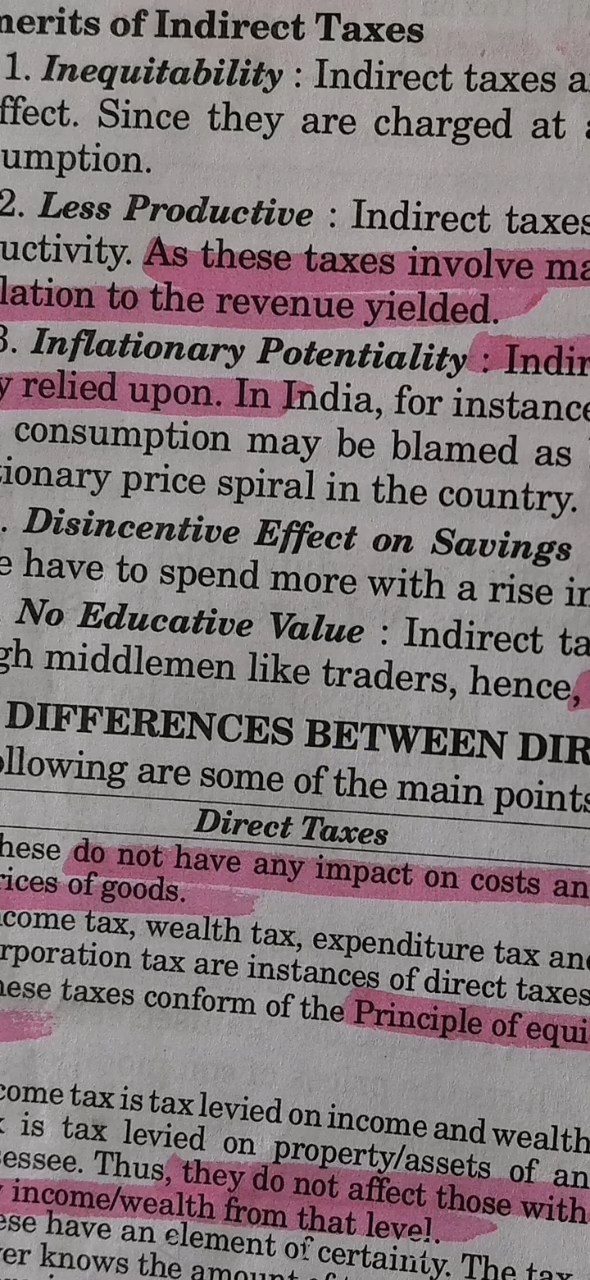 nerits of Indirect Taxes
1. Inequitability : Indirect taxes a
ffect. Since they are charged at a
umption.
2. Less Productive : Indirect taxes
uctivity. As these taxes involve ma
lation to the revenue yielded.
3. Inflationary Potentiality : Indir
y relied upon. In India, for instance
consumption may be blamed as
tionary price spiral in the country.
. Disincentive Effect on Savings
e have to spend more with a rise in
No Educative Value : Indirect ta
gh middlemen like traders, hence,
DIFFERENCES BETWEEN DIR
ollowing are some of the main points
Direct Taxes
hese do not have any impact on costs an
rices of goods.
ncome tax, wealth tax, expenditure tax and
rporation tax are instances of direct taxes
hese taxes conform of the Principle of equi
come tax is tax levied on income and wealth
x is tax levied on property/assets of an
sessee. Thus, they do not affect those with
y income/wealth from that level.
ese have an element of certainty. The tax
er knows the amount of